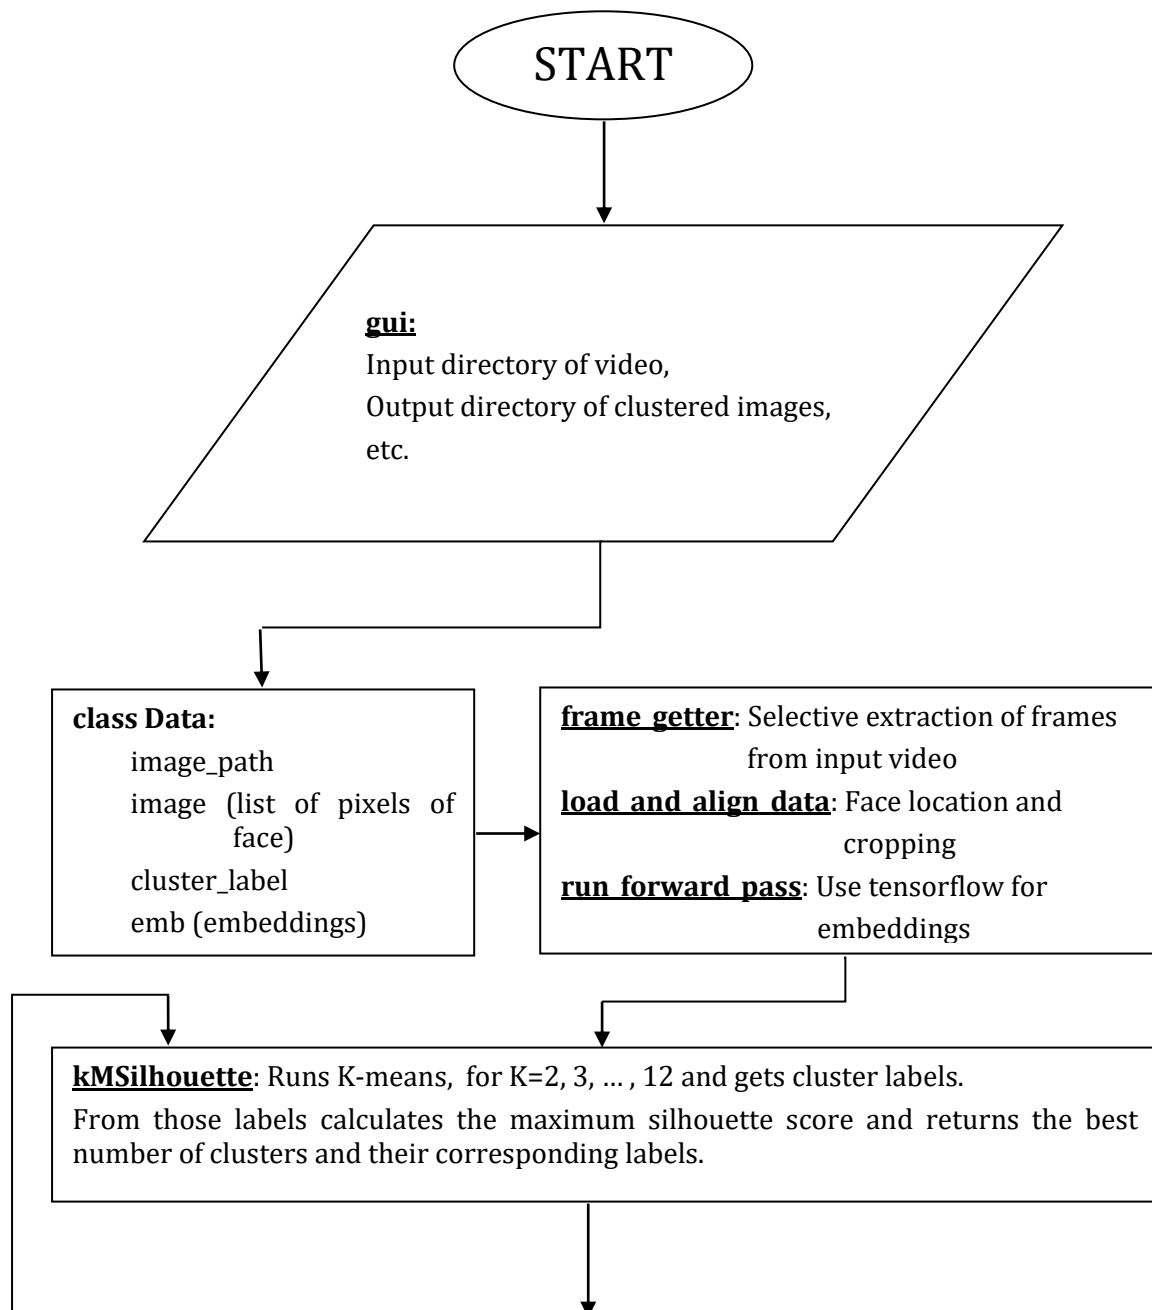 START
gui:
Input directory of video,
Output directory of clustered images,
etc.
class Data:
image_path
image (list of pixels of
face)
cluster_label
emb (embeddings)
frame_getter: Selective extraction of frames
from input video
load_and_align_data: Face location and
cropping
run_forward_pass: Use tensorflow for
embeddings
kMSilhouette: Runs K-means, for K=2, 3, … , 12 and gets cluster labels.
From those labels calculates the maximum silhouette score and returns the best
number of clusters and their corresponding labels.